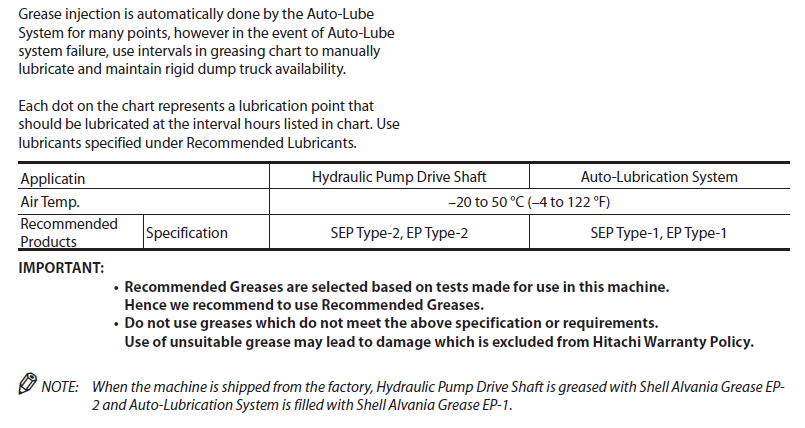 Grease injection is automatically done by the Auto-Lube
System for many points, however in the event of Auto-Lube
system failure, use intervals in greasing chart to manually
lubricate and maintain rigid dump truck availability.
Each dot on the chart represents a lubrication point that
should be lubricated at the interval hours listed in chart. Use
lubricants specified under Recommended Lubricants.
Applicatin Hydraulic Pump Drive Shaft Auto-Lubrication System
Air Temp. –20 to 50 °C (–4 to 122 °F)
Recommended
Products Specification SEP Type-2, EP Type-2 SEP Type-1, EP Type-1
IMPORTANT:
• Recommended Greases are selected based on tests made for use in this machine.
Hence we recommend to use Recommended Greases.
• Do not use greases which do not meet the above specification or requirements.
Use of unsuitable grease may lead to damage which is excluded from Hitachi Warranty Policy.
NOTE: When the machine is shipped from the factory, Hydraulic Pump Drive Shaft is greased with Shell Alvania Grease EP-
2 and Auto-Lubrication System is filled with Shell Alvania Grease EP-1.